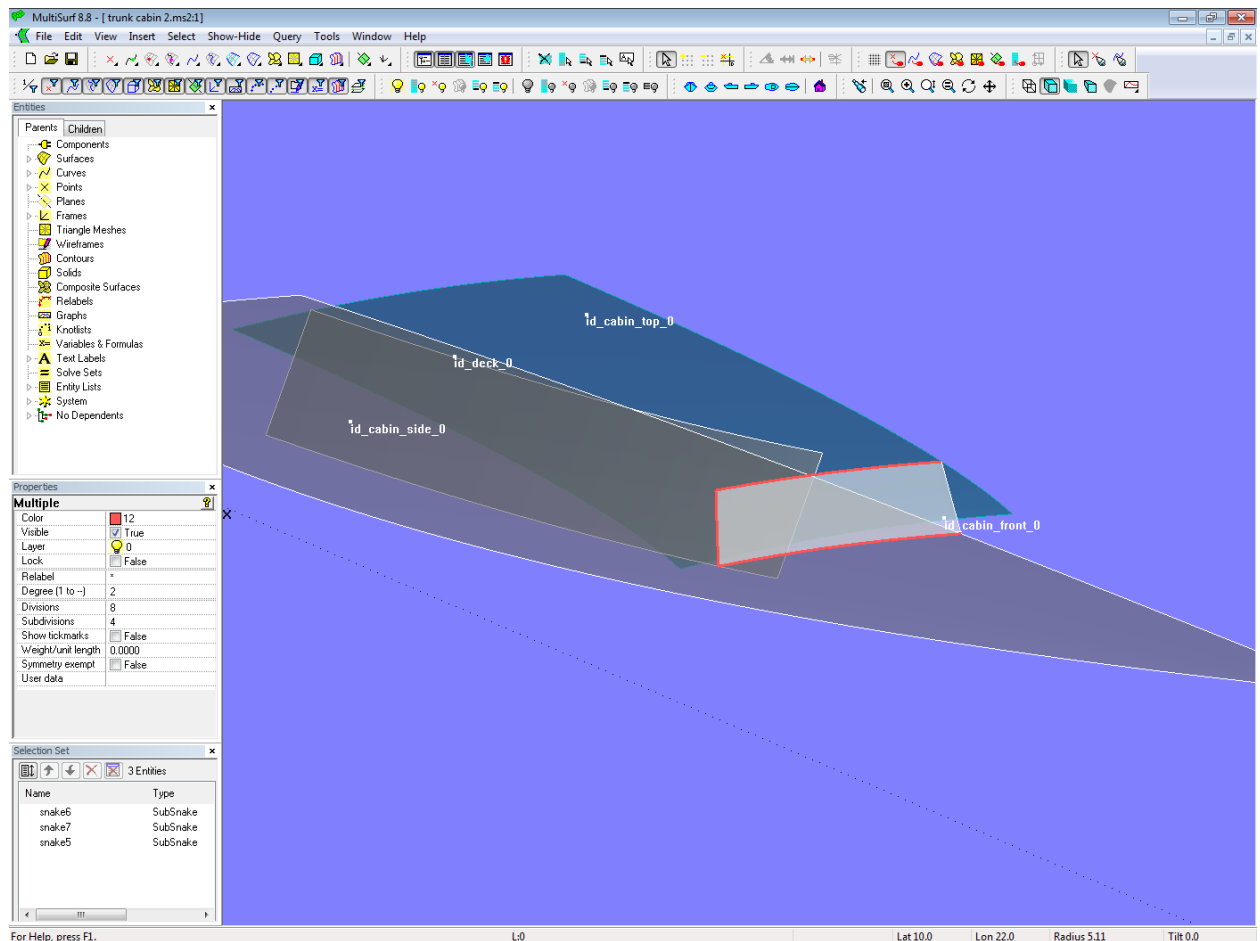 MultiSurf 8.8 - [ trunk cabin 2.ms2:1]
File Edit View Insert Select Show-Hide Query Tools Window Help
Entities
Parents Children
Components
Surfaces
Curves
Points
Planes
Frames
Triangle Meshes
Wireframes
Contours
Solids
Composite Surfaces
Relabels
Graphs
Knotlists
Variables & Formulas
Text Labels
Solve Sets
Entity Lists
System
No Dependents
id_cabin_top_0
id_deck_0
id_cabin_side_0
id_cabin_front_0
Properties
Multiple
Color 12
Visible True
Layer 0
Lock False
Relabel *
Degree (1 to --) 2
Divisions 8
Subdivisions 4
Show tickmarks False
Weight/unit length 0.0000
Symmetry exempt False
User data
Selection Set
3 Entities
Name Type
snake6 SubSnake
snake7 SubSnake
snake5 SubSnake
For Help, press F1. L:0 Lat 10.0 Lon 22.0 Radius 5.11 Tilt 0.0